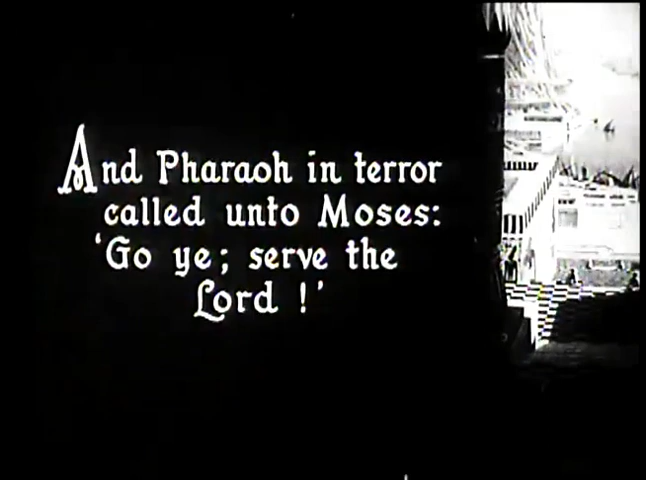 And Pharaoh in terror
called unto Moses:
‘Go ye; serve the
Lord !’